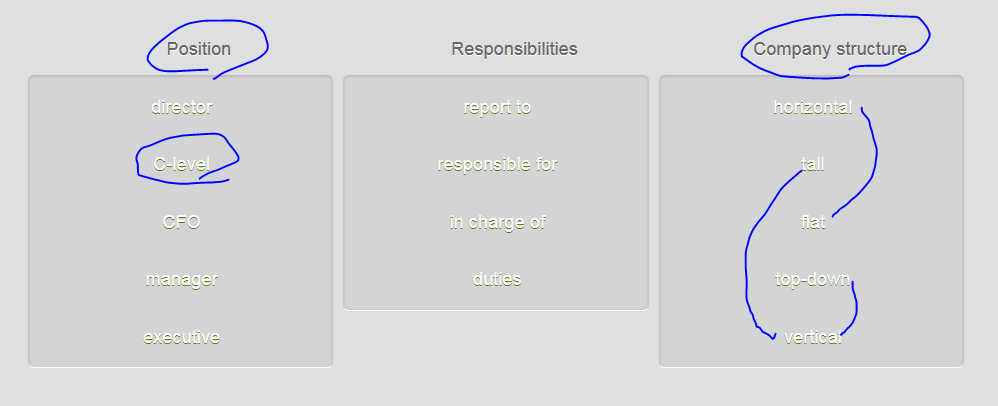 Position
director
C-level
CFO
manager
executive
Responsibilities
report to
responsible for
in charge of
duties
Company structure
horizontal
tall
flat
top-down
vertical